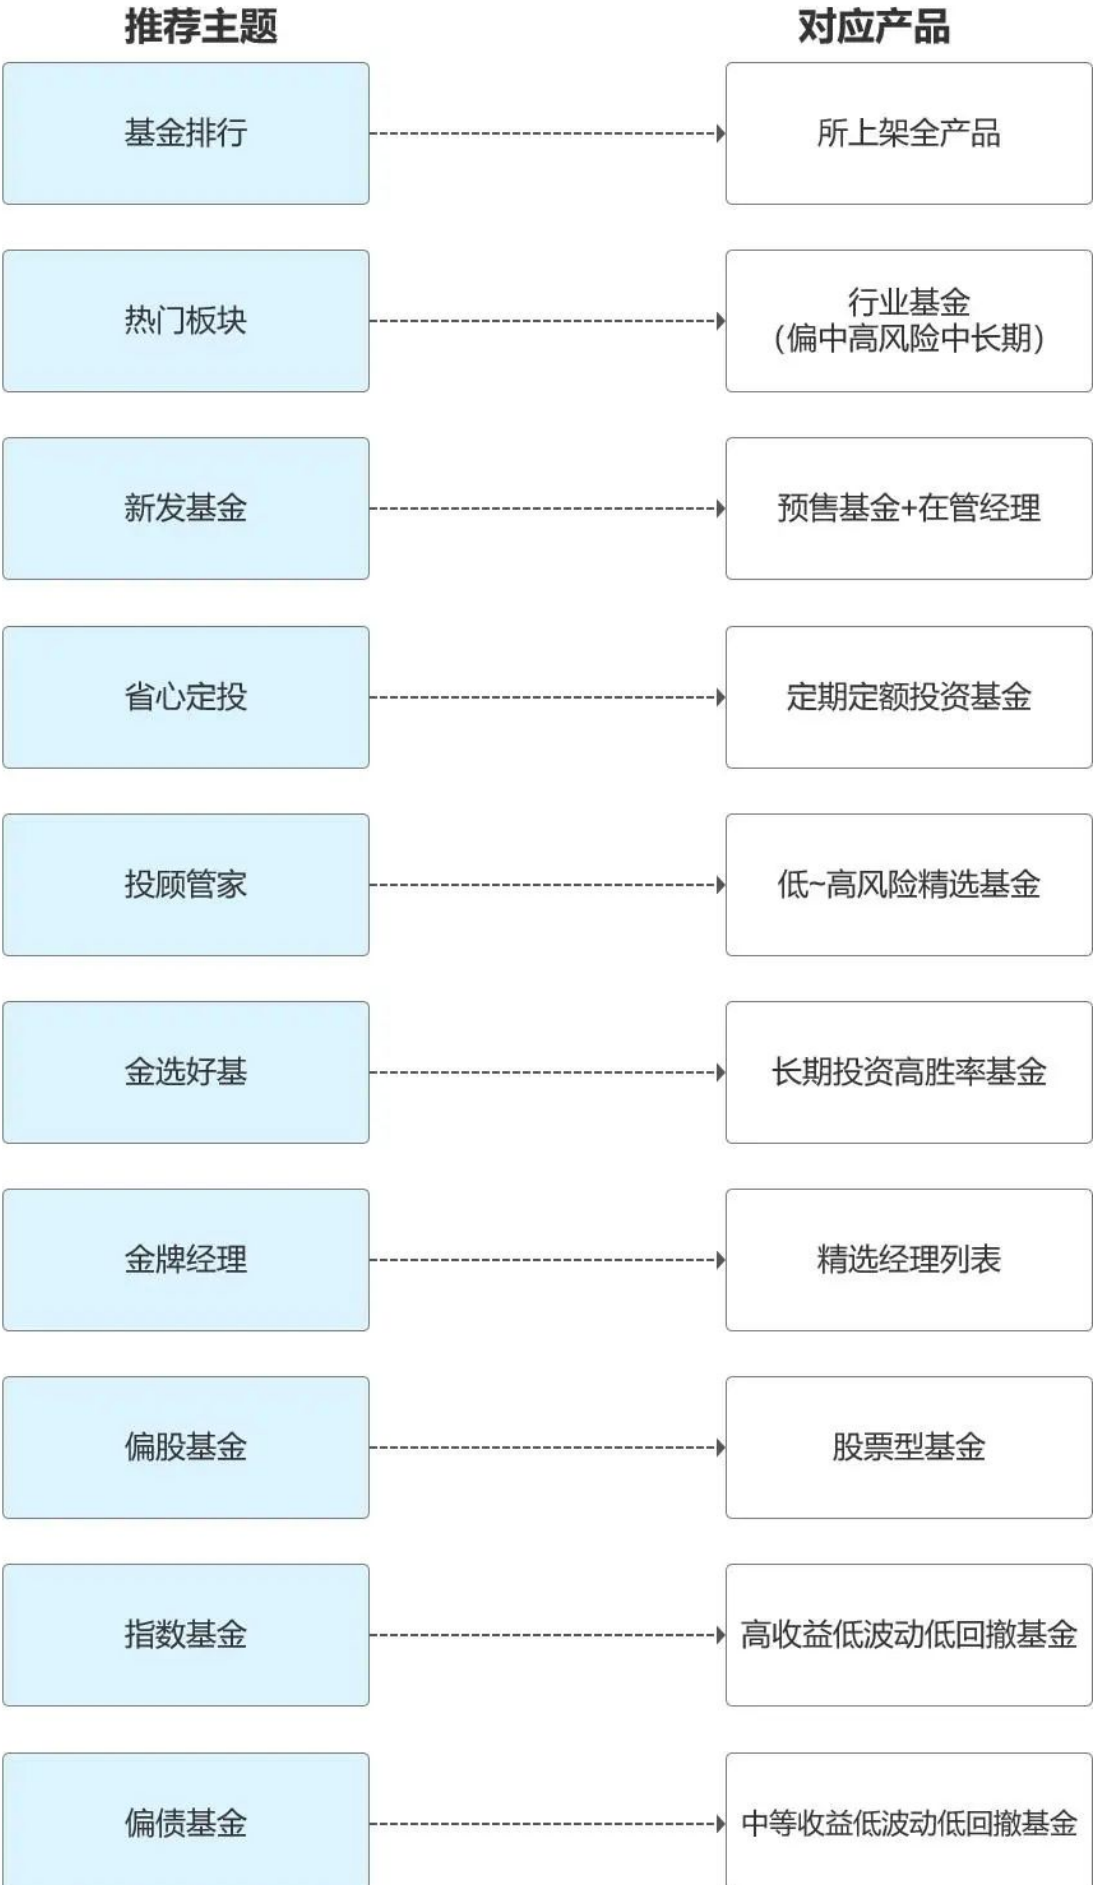 推荐主题 对应产品
基金排行 所上架全产品
热门板块 行业基金
（偏中高风险中长期）
新发基金 预售基金+在管经理
省心定投 定期定额投资基金
投顾管家 低~高风险精选基金
金选好基 长期投资高胜率基金
金牌经理 精选经理列表
偏股基金 股票型基金
指数基金 高收益低波动低回撤基金
偏债基金 中等收益低波动低回撤基金